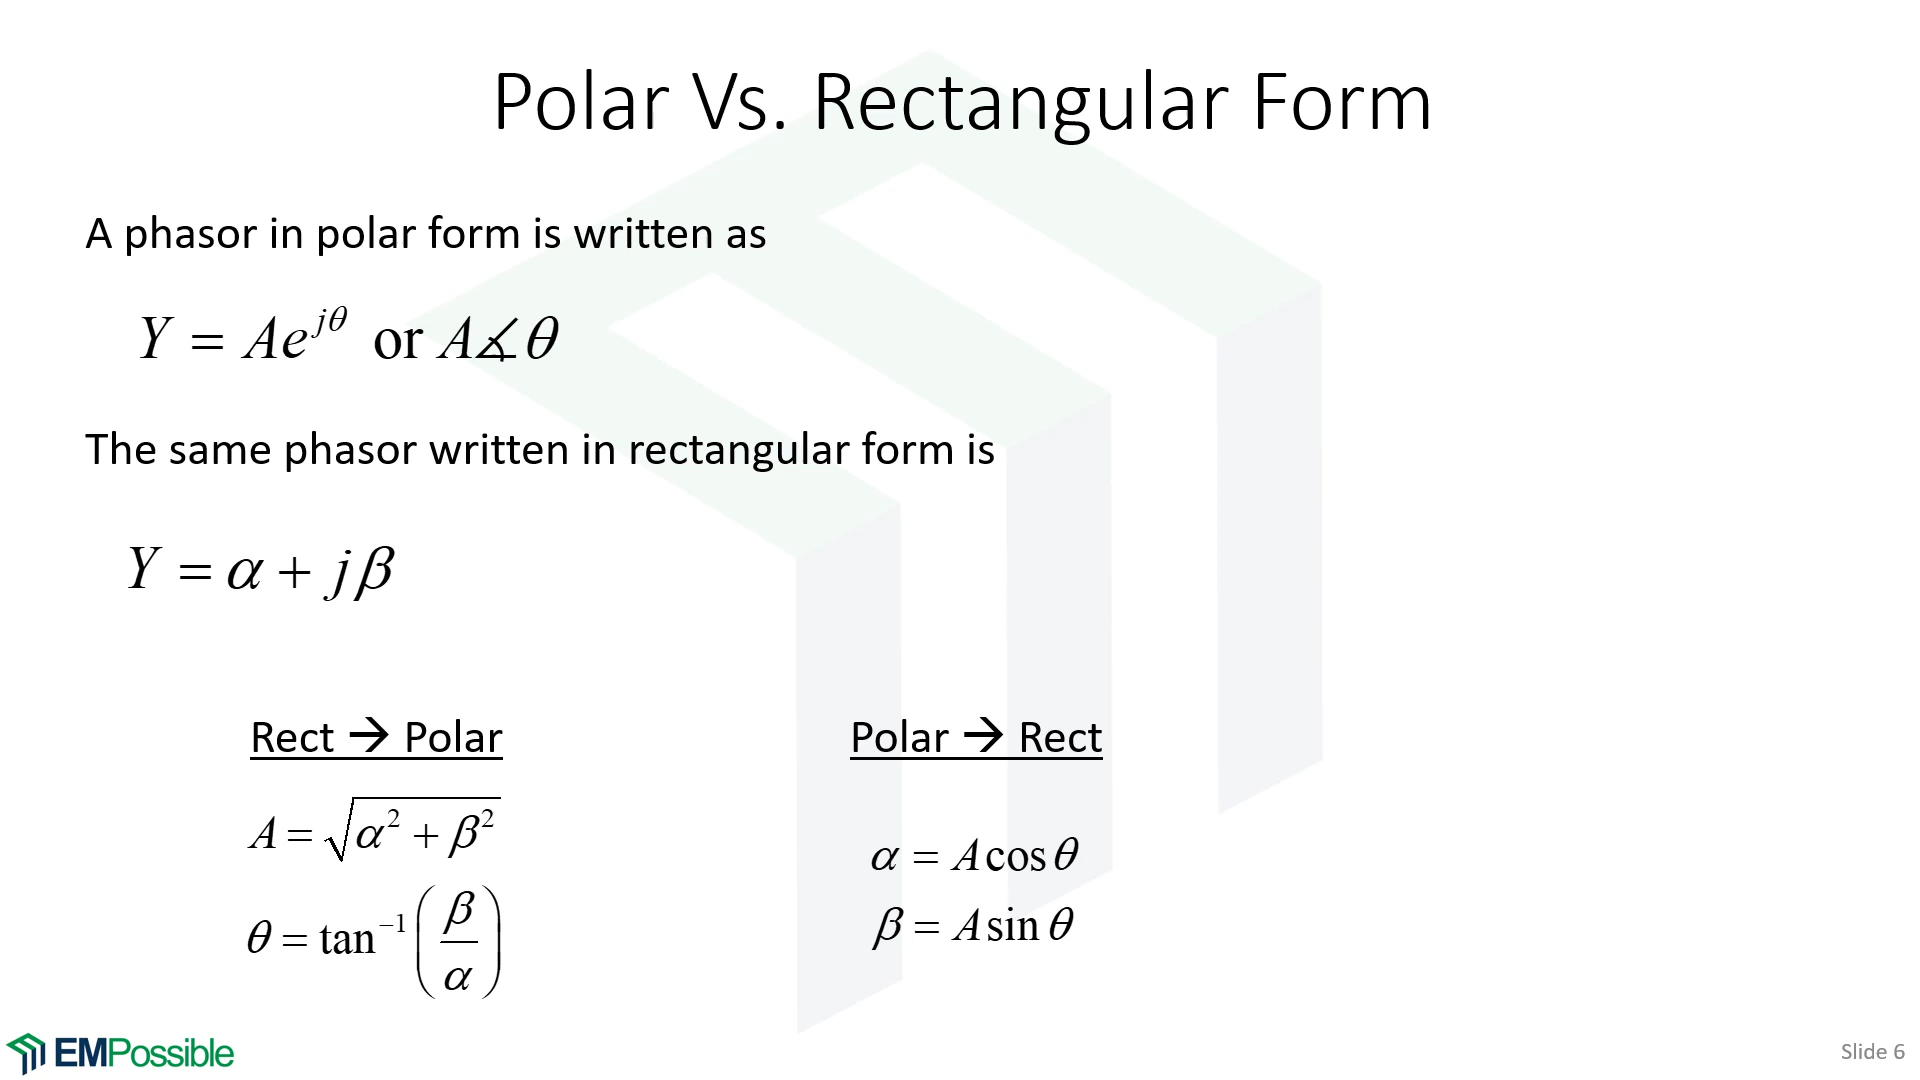 Polar Vs. Rectangular Form
A phasor in polar form is written as
Y = Ae^{jθ} or A∡θ
The same phasor written in rectangular form is
Y = α + jβ
Rect → Polar
A = √(α² + β²)
θ = tan⁻¹(β/α)
Polar → Rect
α = A cos θ
β = A sin θ
EMPossible
Slide 6